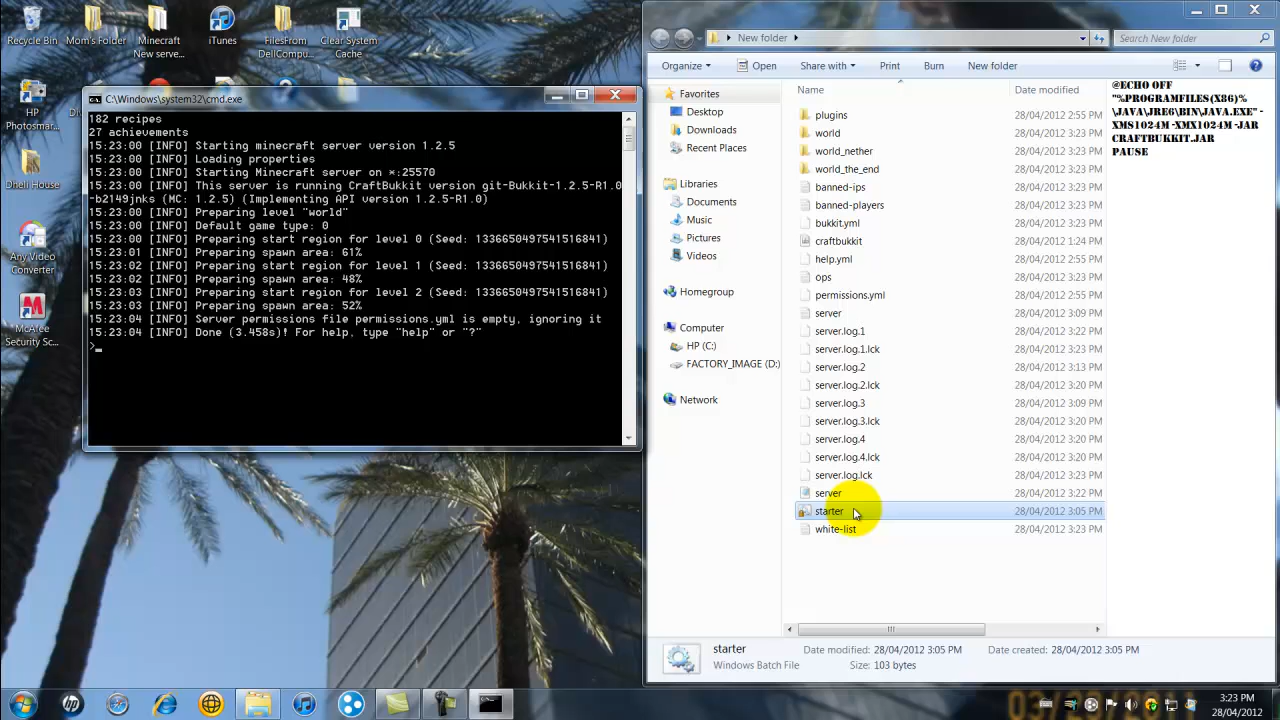 Recycle Bin
Mom's Folder
Minecraft New serve...
iTunes
FilesFrom DellCompu...
Clear System Cache
HP Photosmar...
Dhell House
Any Video Converter
McAfee Security Sc...
C:\Windows\system32\cmd.exe
182 recipes
27 achievements
15:23:00 [INFO] Starting minecraft server version 1.2.5
15:23:00 [INFO] Loading properties
15:23:00 [INFO] Starting Minecraft server on *:25570
15:23:00 [INFO] This server is running CraftBukkit version git-Bukkit-1.2.5-R1.0
-b2149jnks (MC: 1.2.5) (Implementing API version 1.2.5-R1.0)
15:23:00 [INFO] Preparing level "world"
15:23:00 [INFO] Default game type: 0
15:23:00 [INFO] Preparing start region for level 0 (Seed: 1336650497541516841)
15:23:01 [INFO] Preparing spawn area: 61%
15:23:02 [INFO] Preparing start region for level 1 (Seed: 1336650497541516841)
15:23:02 [INFO] Preparing spawn area: 48%
15:23:03 [INFO] Preparing start region for level 2 (Seed: 1336650497541516841)
15:23:04 [INFO] Preparing spawn area: 52%
15:23:04 [INFO] Server permissions file permissions.yml is empty, ignoring it
15:23:04 [INFO] Done (3.458s)! For help, type "help" or "?"
>_
New folder
Search New folder
Organize Open Share with Print Burn New folder
Favorites
Desktop
Downloads
Recent Places
Libraries
Documents
Music
Pictures
Videos
Homegroup
Computer
HP (C:)
FACTORY_IMAGE (D:)
Network
Name Date modified
plugins 28/04/2012 2:55 PM
world 28/04/2012 3:23 PM
world_nether 28/04/2012 3:23 PM
world_the_end 28/04/2012 3:23 PM
banned-ips 28/04/2012 3:23 PM
banned-players 28/04/2012 3:23 PM
bukkit.yml 28/04/2012 3:23 PM
craftbukkit 28/04/2012 1:24 PM
help.yml 28/04/2012 2:55 PM
ops 28/04/2012 3:23 PM
permissions.yml 28/04/2012 2:55 PM
server 28/04/2012 3:23 PM
server.log.1 28/04/2012 3:23 PM
server.log.1.lck 28/04/2012 3:23 PM
server.log.2 28/04/2012 3:13 PM
server.log.2.lck 28/04/2012 3:20 PM
server.log.3 28/04/2012 3:09 PM
server.log.3.lck 28/04/2012 3:20 PM
server.log.4 28/04/2012 3:20 PM
server.log.4.lck 28/04/2012 3:20 PM
server.log.lck 28/04/2012 3:23 PM
server 28/04/2012 3:22 PM
starter 28/04/2012 3:05 PM
white-list 28/04/2012 3:23 PM
@ECHO OFF
"%PROGRAMFILES(X86)%
\JAVA\JRE6\BIN\JAVA.EXE" -
XMS1024M -XMX1024M -JAR
CRAFTBUKKIT.JAR
PAUSE
starter Date modified: 28/04/2012 3:05 PM Date created: 28/04/2012 3:05 PM
Windows Batch File Size: 103 bytes
3:23 PM
28/04/2012